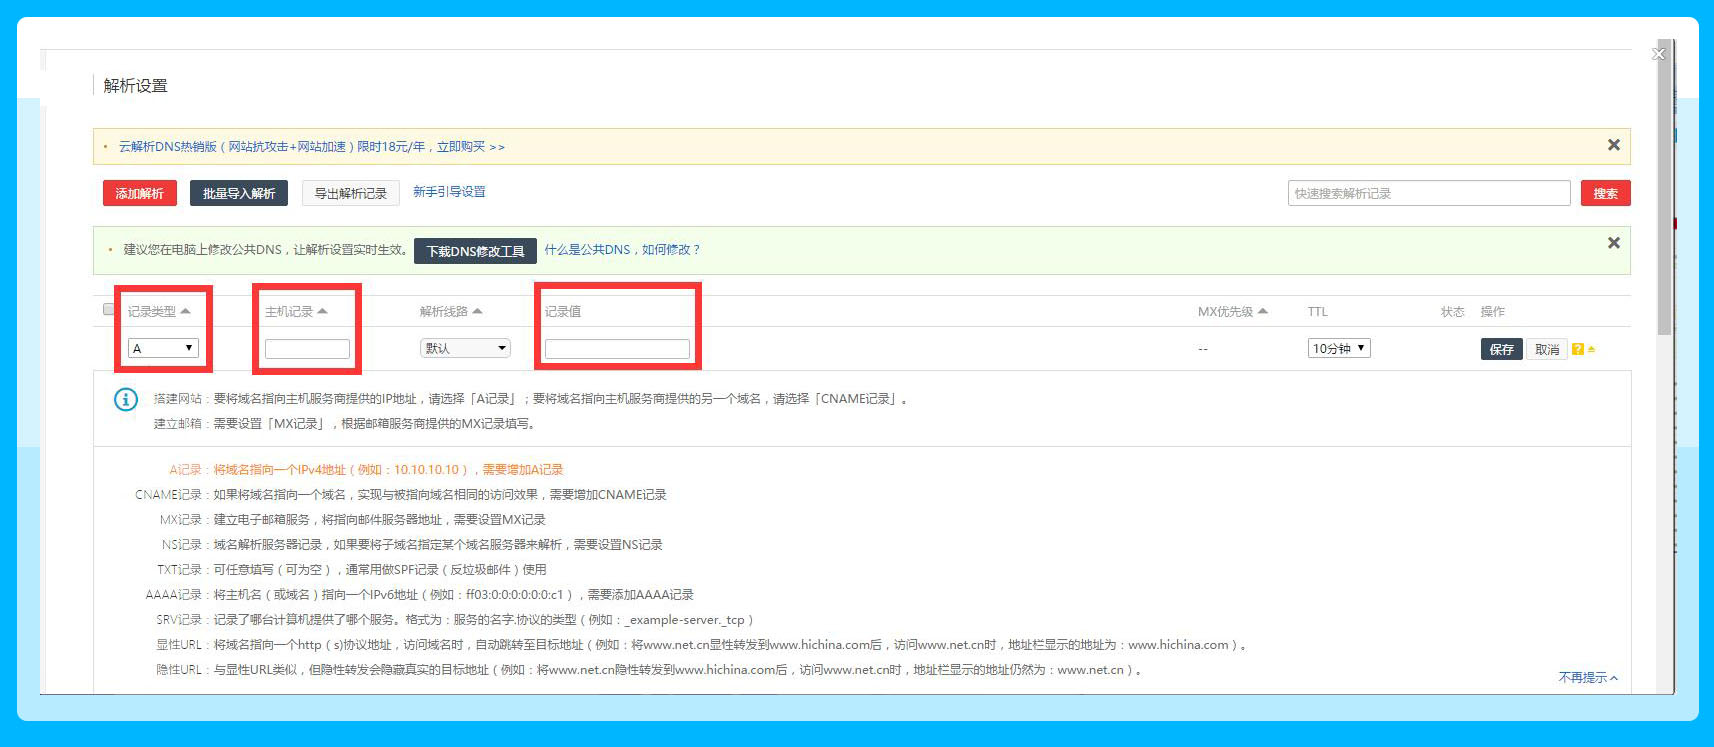 解析设置
云解析DNS热销版（网站抗攻击+网站加速）限时18元/年，立即购买 >>
添加解析 批量导入解析 导出解析记录 新手引导设置 快速搜索解析记录 搜索
建议您在电脑上修改公共DNS，让解析设置实时生效。 下载DNS修改工具 什么是公共DNS，如何修改？
记录类型 主机记录 解析线路 记录值 MX优先级 TTL 状态 操作
A 默认 -- 10分钟 保存 取消 ?
搭建网站：要将域名指向主机服务商提供的IP地址，请选择「A记录」；要将域名指向主机服务商提供的另一个域名，请选择「CNAME记录」。
建立邮箱：需要设置「MX记录」，根据邮箱服务商提供的MX记录填写。
A记录：将域名指向一个IPv4地址（例如：10.10.10.10），需要增加A记录
CNAME记录：如果将域名指向一个域名，实现与被指向域名相同的访问效果，需要增加CNAME记录
MX记录：建立电子邮箱服务，将指向邮件服务器地址，需要设置MX记录
NS记录：域名解析服务器记录，如果要将子域名指定某个域名服务器来解析，需要设置NS记录
TXT记录：可任意填写（可为空），通常用做SPF记录（反垃圾邮件）使用
AAAA记录：将主机名（或域名）指向一个IPv6地址（例如：ff03:0:0:0:0:0:0:c1），需要添加AAAA记录
SRV记录：记录了哪台计算机提供了哪个服务。格式为：服务的名字.协议的类型（例如：_example-server._tcp）
显性URL：将域名指向一个http（s)协议地址，访问域名时，自动跳转至目标地址（例如：将www.net.cn显性转发到www.hichina.com后，访问www.net.cn时，地址栏显示的地址为：www.hichina.com）。
隐性URL：与显性URL类似，但隐性转发会隐藏真实的目标地址（例如：将www.net.cn隐性转发到www.hichina.com后，访问www.net.cn时，地址栏显示的地址仍然为：www.net.cn）。
不再提示